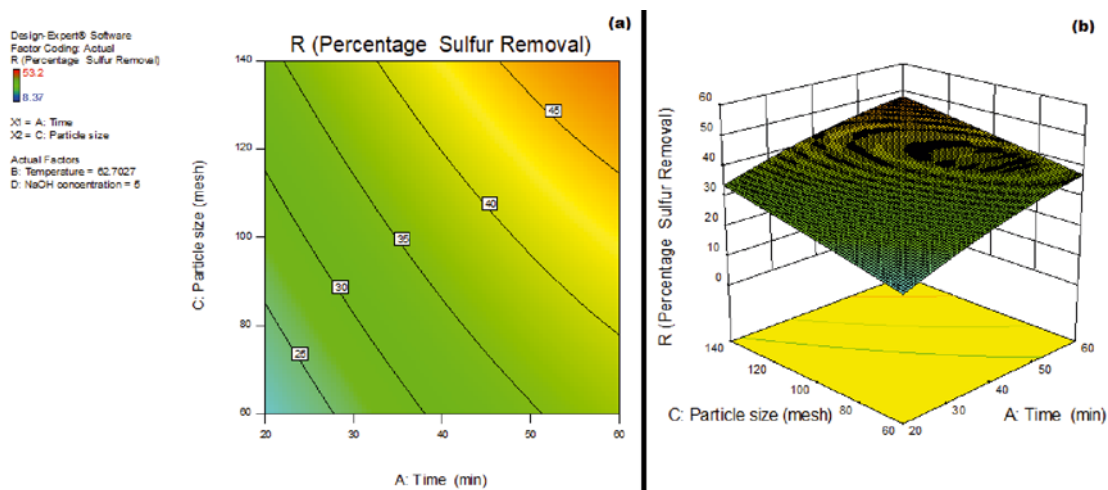 Design-Expert® Software
Factor Coding: Actual
R (Percentage Sulfur Removal)
53.2
8.37
X1 = A: Time
X2 = C: Particle size
Actual Factors
B: Temperature = 62.7027
D: NaOH concentration = 6
(a)
R (Percentage Sulfur Removal)
140
120
100
80
60
C: Particle size (mesh)
45
40
35
30
25
20
30
40
50
60
A: Time (min)
(b)
60
50
40
30
20
10
0
R (Percentage Sulfur Removal)
140
120
100
80
60
C: Particle size (mesh)
20
30
40
50
60
A: Time (min)